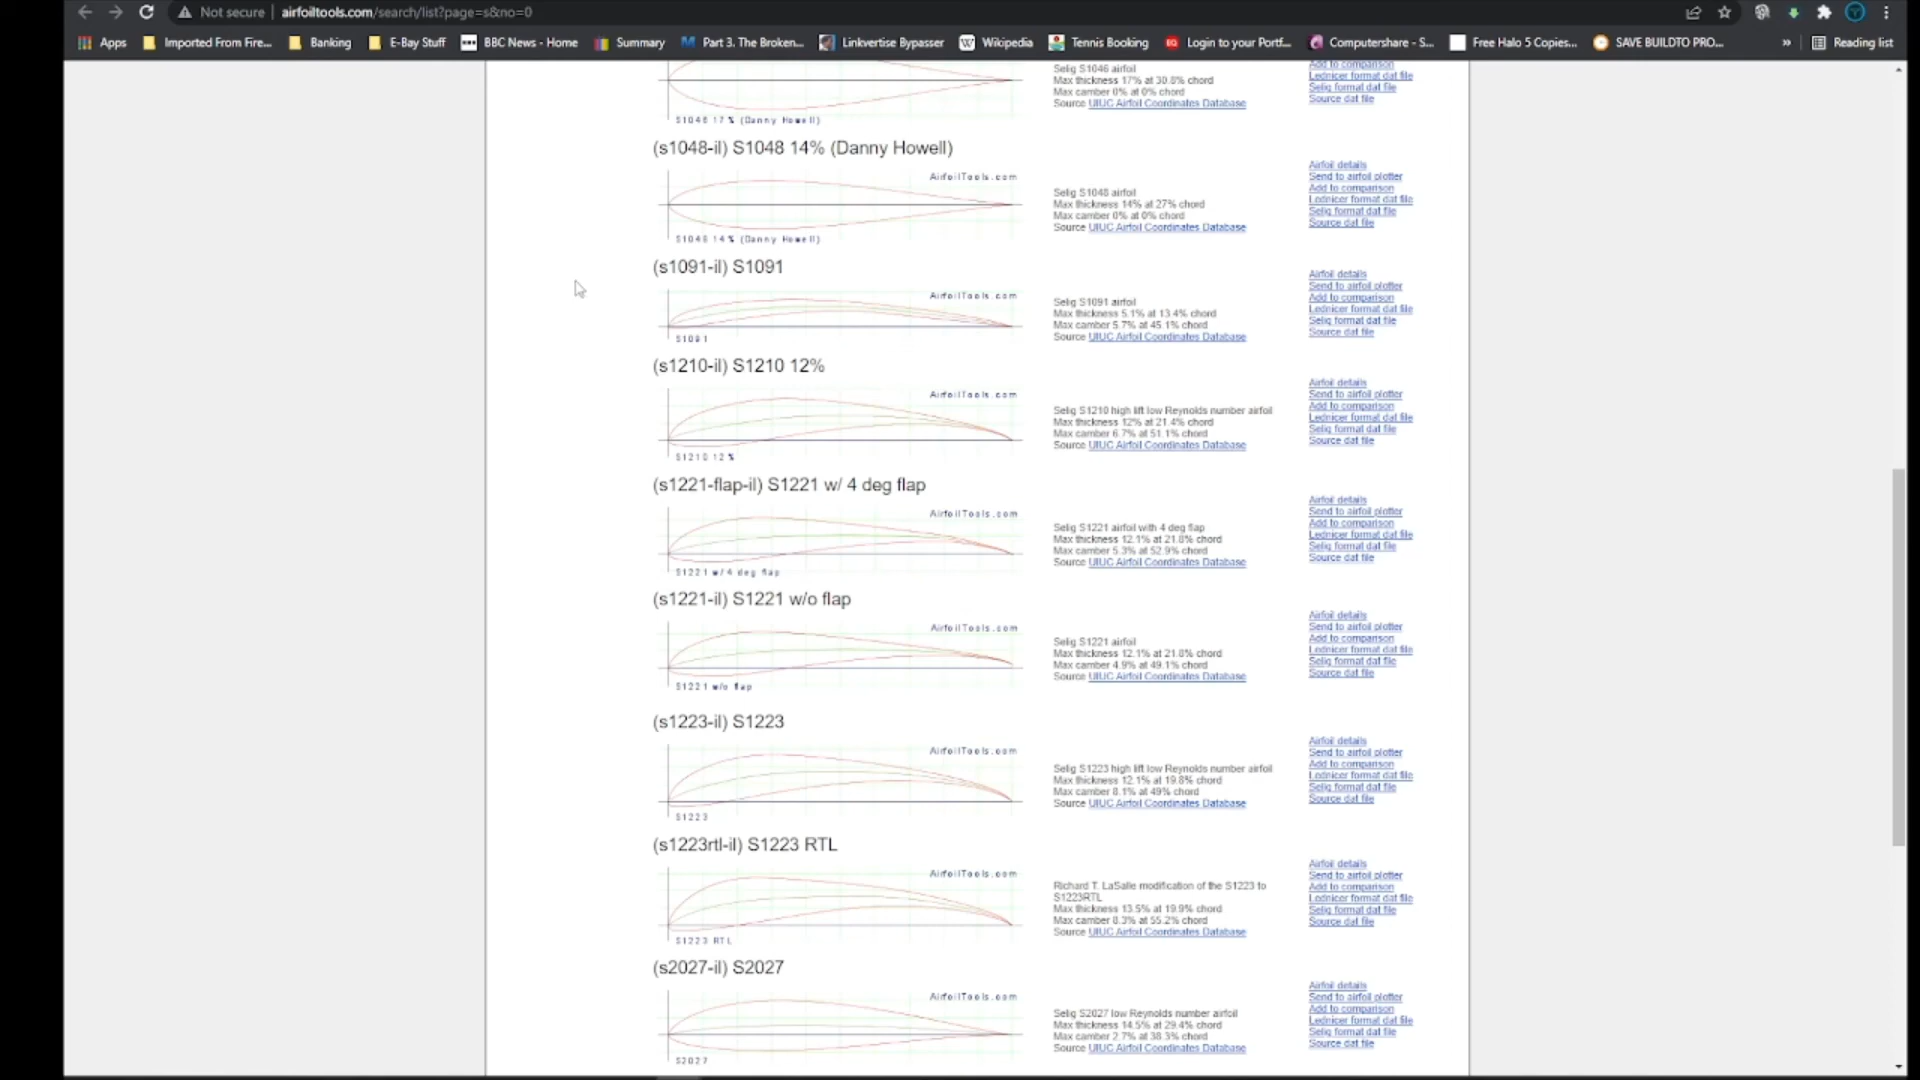 Not secure
airfoiltools.com/search/list?page=s&no=0
Apps
Imported From Fire...
Banking
E-Bay Stuff
BBC News - Home
Summary
Part 3. The Broken...
Linkvertise Bypasser
Wikipedia
Tennis Booking
Login to your Portf...
Computershare - S...
Free Halo 5 Copies...
SAVE BUILDTO PRO...
»
Reading list
Selig S1046 airfoil
Max thickness 17% at 30.8% chord
Max camber 0% at 0% chord
Source UIUC Airfoil Coordinates Database
Add to comparison
Lednicer format dat file
Selig format dat file
Source dat file
S1046 17% (Danny Howell)
(s1048-il) S1048 14% (Danny Howell)
AirfoilTools.com
S1048 14% (Danny Howell)
Selig S1048 airfoil
Max thickness 14% at 27% chord
Max camber 0% at 0% chord
Source UIUC Airfoil Coordinates Database
Airfoil details
Send to airfoil plotter
Add to comparison
Lednicer format dat file
Selig format dat file
Source dat file
(s1091-il) S1091
AirfoilTools.com
S1091
Selig S1091 airfoil
Max thickness 5.1% at 13.4% chord
Max camber 5.7% at 45.1% chord
Source UIUC Airfoil Coordinates Database
Airfoil details
Send to airfoil plotter
Add to comparison
Lednicer format dat file
Selig format dat file
Source dat file
(s1210-il) S1210 12%
AirfoilTools.com
S1210 12%
Selig S1210 high lift low Reynolds number airfoil
Max thickness 12% at 21.4% chord
Max camber 6.7% at 51.1% chord
Source UIUC Airfoil Coordinates Database
Airfoil details
Send to airfoil plotter
Add to comparison
Lednicer format dat file
Selig format dat file
Source dat file
(s1221-flap-il) S1221 w/ 4 deg flap
AirfoilTools.com
S1221 w/ 4 deg flap
Selig S1221 airfoil with 4 deg flap
Max thickness 12.1% at 21.8% chord
Max camber 5.3% at 52.9% chord
Source UIUC Airfoil Coordinates Database
Airfoil details
Send to airfoil plotter
Add to comparison
Lednicer format dat file
Selig format dat file
Source dat file
(s1221-il) S1221 w/o flap
AirfoilTools.com
S1221 w/o flap
Selig S1221 airfoil
Max thickness 12.1% at 21.8% chord
Max camber 4.9% at 49.1% chord
Source UIUC Airfoil Coordinates Database
Airfoil details
Send to airfoil plotter
Add to comparison
Lednicer format dat file
Selig format dat file
Source dat file
(s1223-il) S1223
AirfoilTools.com
S1223
Selig S1223 high lift low Reynolds number airfoil
Max thickness 12.1% at 19.8% chord
Max camber 8.1% at 49% chord
Source UIUC Airfoil Coordinates Database
Airfoil details
Send to airfoil plotter
Add to comparison
Lednicer format dat file
Selig format dat file
Source dat file
(s1223rtl-il) S1223 RTL
AirfoilTools.com
S1223 RTL
Richard T. LaSalle modification of the S1223 to
S1223RTL
Max thickness 13.5% at 19.9% chord
Max camber 8.3% at 55.2% chord
Source UIUC Airfoil Coordinates Database
Airfoil details
Send to airfoil plotter
Add to comparison
Lednicer format dat file
Selig format dat file
Source dat file
(s2027-il) S2027
AirfoilTools.com
S2027
Selig S2027 low Reynolds number airfoil
Max thickness 14.5% at 29.4% chord
Max camber 2.7% at 38.3% chord
Source UIUC Airfoil Coordinates Database
Airfoil details
Send to airfoil plotter
Add to comparison
Lednicer format dat file
Selig format dat file
Source dat file